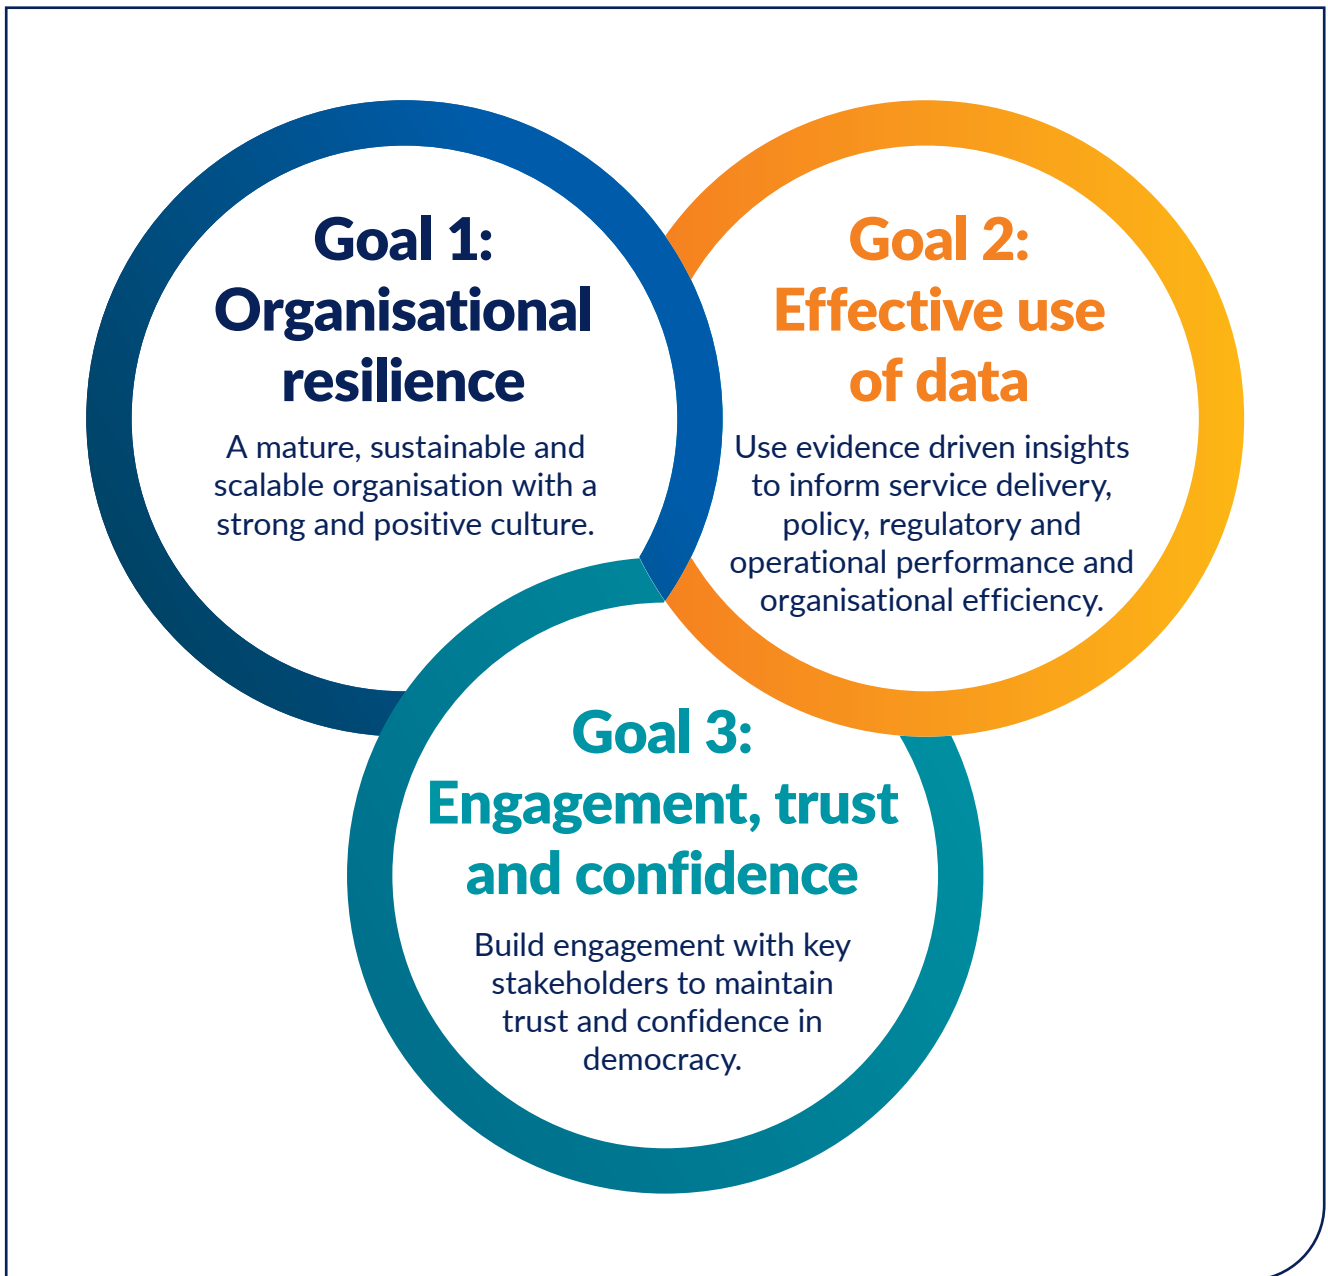 Goal 1:
Organisational
resilience
A mature, sustainable and
scalable organisation with a
strong and positive culture.
Goal 2:
Effective use
of data
Use evidence driven insights
to inform service delivery,
policy, regulatory and
operational performance and
organisational efficiency.
Goal 3:
Engagement, trust
and confidence
Build engagement with key
stakeholders to maintain
trust and confidence in
democracy.